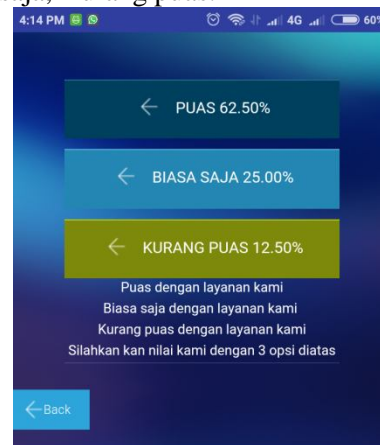 4:14 PM 4G 60%
PUAS 62.50%
BIASA SAJA 25.00%
KURANG PUAS 12.50%
Puas dengan layanan kami
Biasa saja dengan layanan kami
Kurang puas dengan layanan kami
Silahkan kan nilai kami dengan 3 opsi diatas
Back